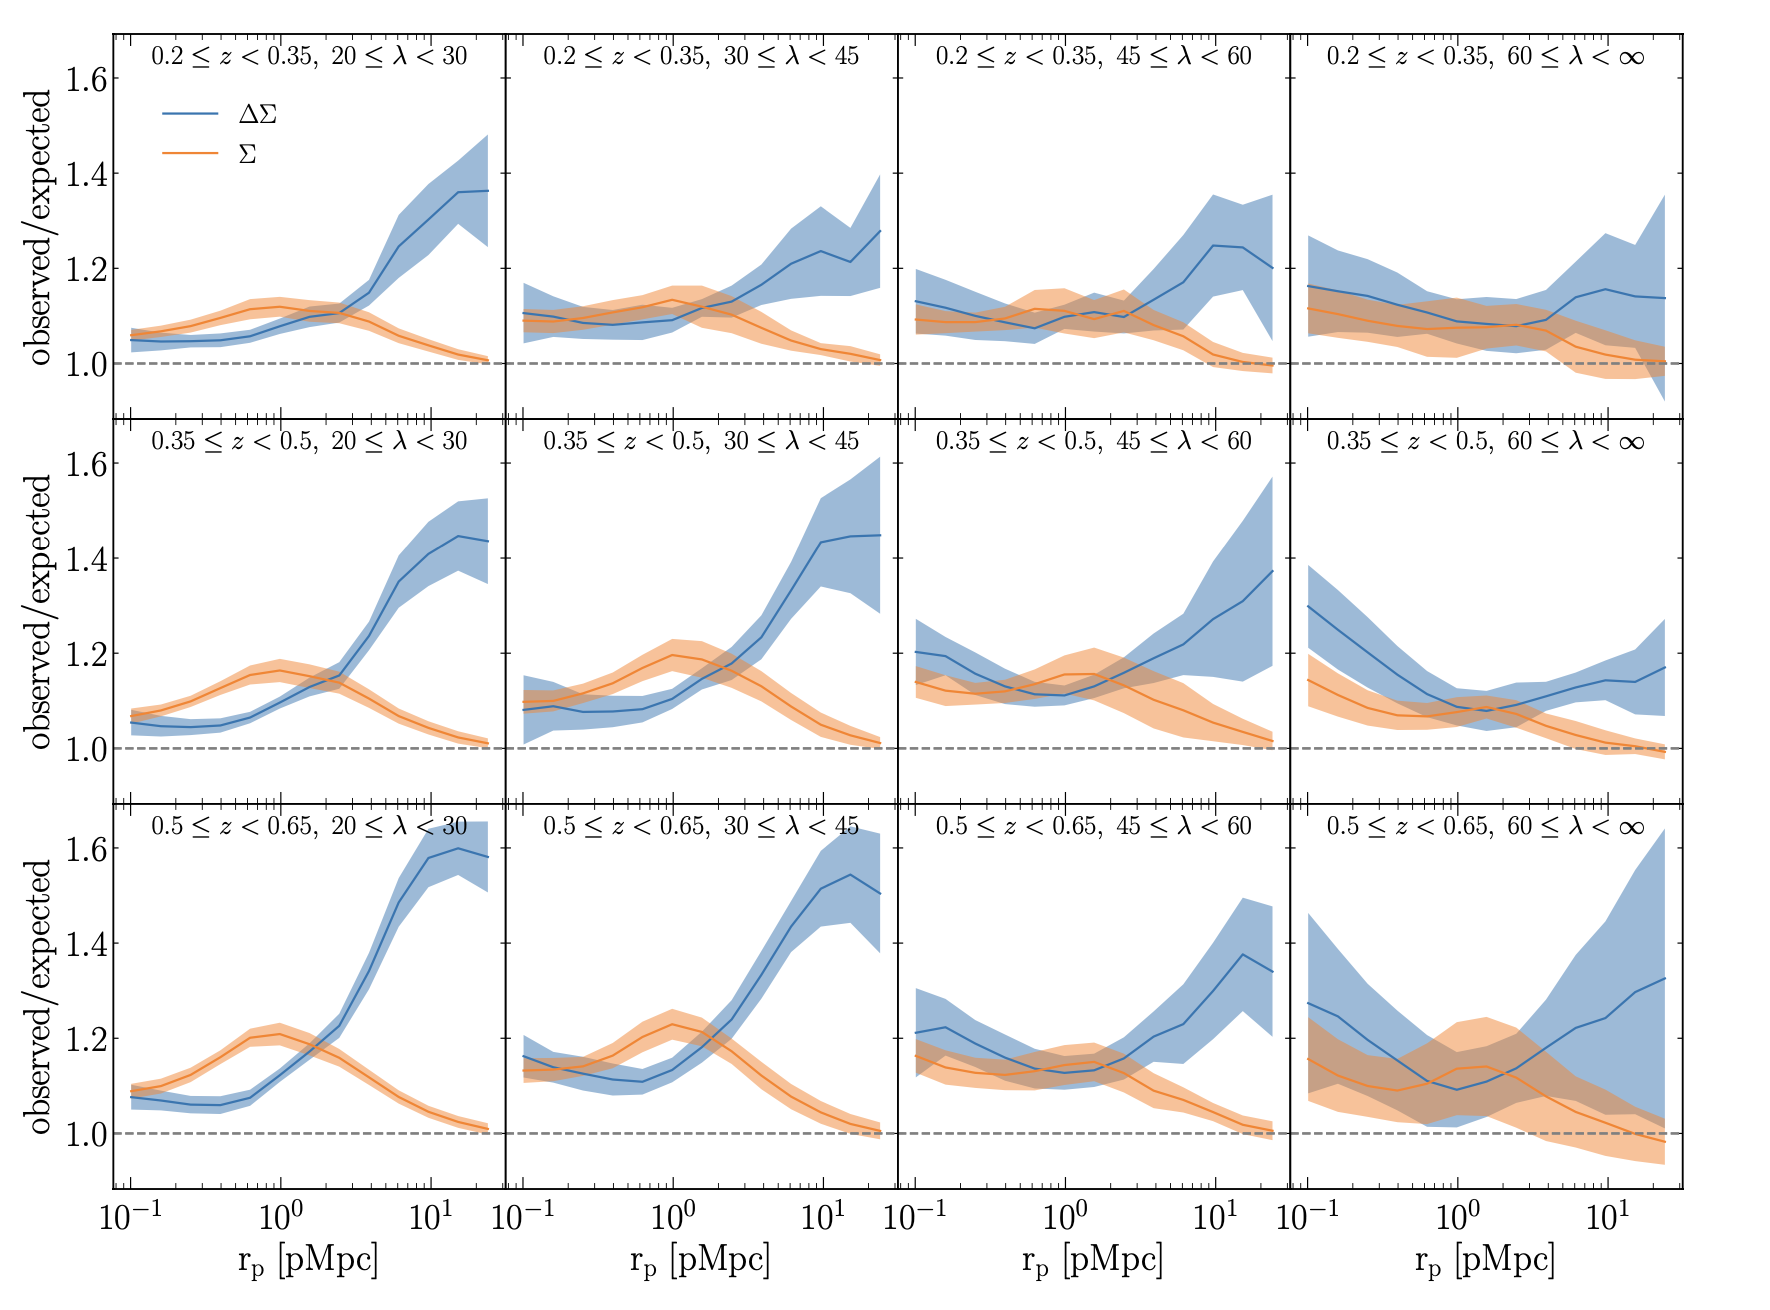 0.2 ≤ z < 0.35, 20 ≤ λ < 30
0.2 ≤ z < 0.35, 30 ≤ λ < 45
0.2 ≤ z < 0.35, 45 ≤ λ < 60
0.2 ≤ z < 0.35, 60 ≤ λ < ∞
observed/expected
1.6
1.4
1.2
1.0
ΔΣ
Σ
0.35 ≤ z < 0.5, 20 ≤ λ < 30
0.35 ≤ z < 0.5, 30 ≤ λ < 45
0.35 ≤ z < 0.5, 45 ≤ λ < 60
0.35 ≤ z < 0.5, 60 ≤ λ < ∞
observed/expected
1.6
1.4
1.2
1.0
0.5 ≤ z < 0.65, 20 ≤ λ < 30
0.5 ≤ z < 0.65, 30 ≤ λ < 45
0.5 ≤ z < 0.65, 45 ≤ λ < 60
0.5 ≤ z < 0.65, 60 ≤ λ < ∞
observed/expected
1.6
1.4
1.2
1.0
10⁻¹ 10⁰ 10¹ 10⁻¹ 10⁰ 10¹ 10⁻¹ 10⁰ 10¹ 10⁻¹ 10⁰ 10¹
rₚ [pMpc] rₚ [pMpc] rₚ [pMpc] rₚ [pMpc]